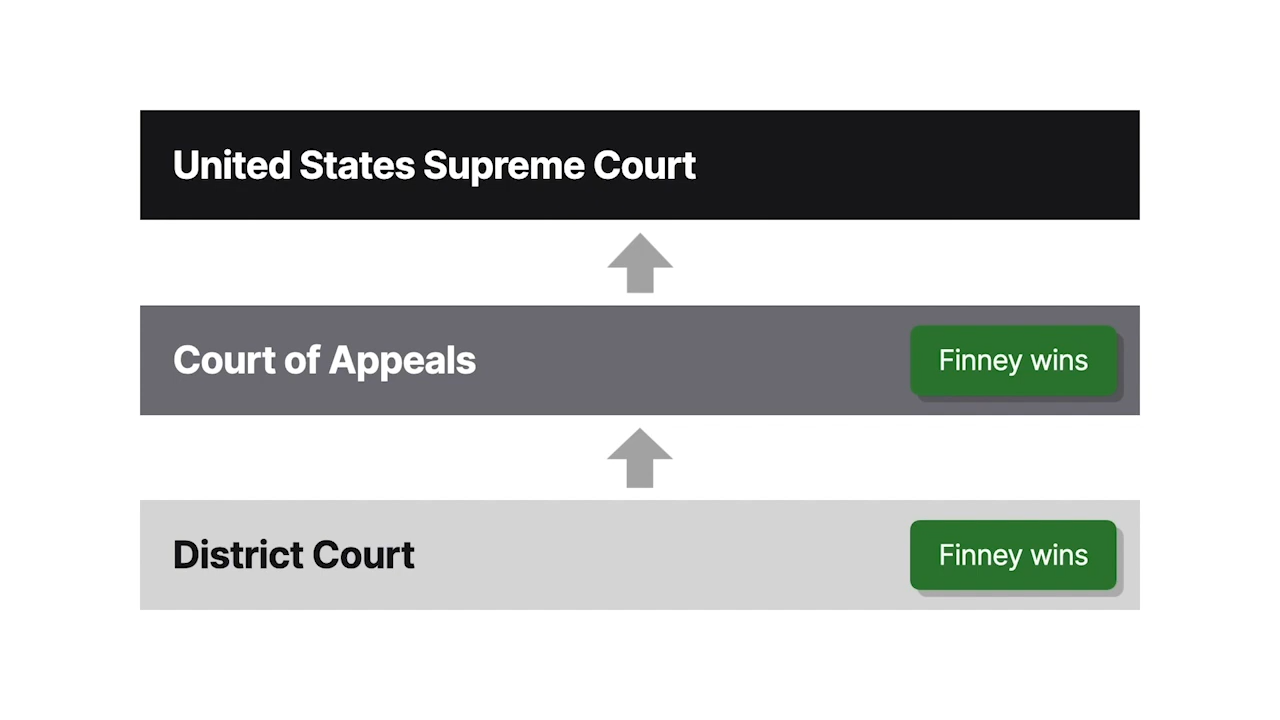 United States Supreme Court
Court of Appeals
Finney wins
District Court
Finney wins